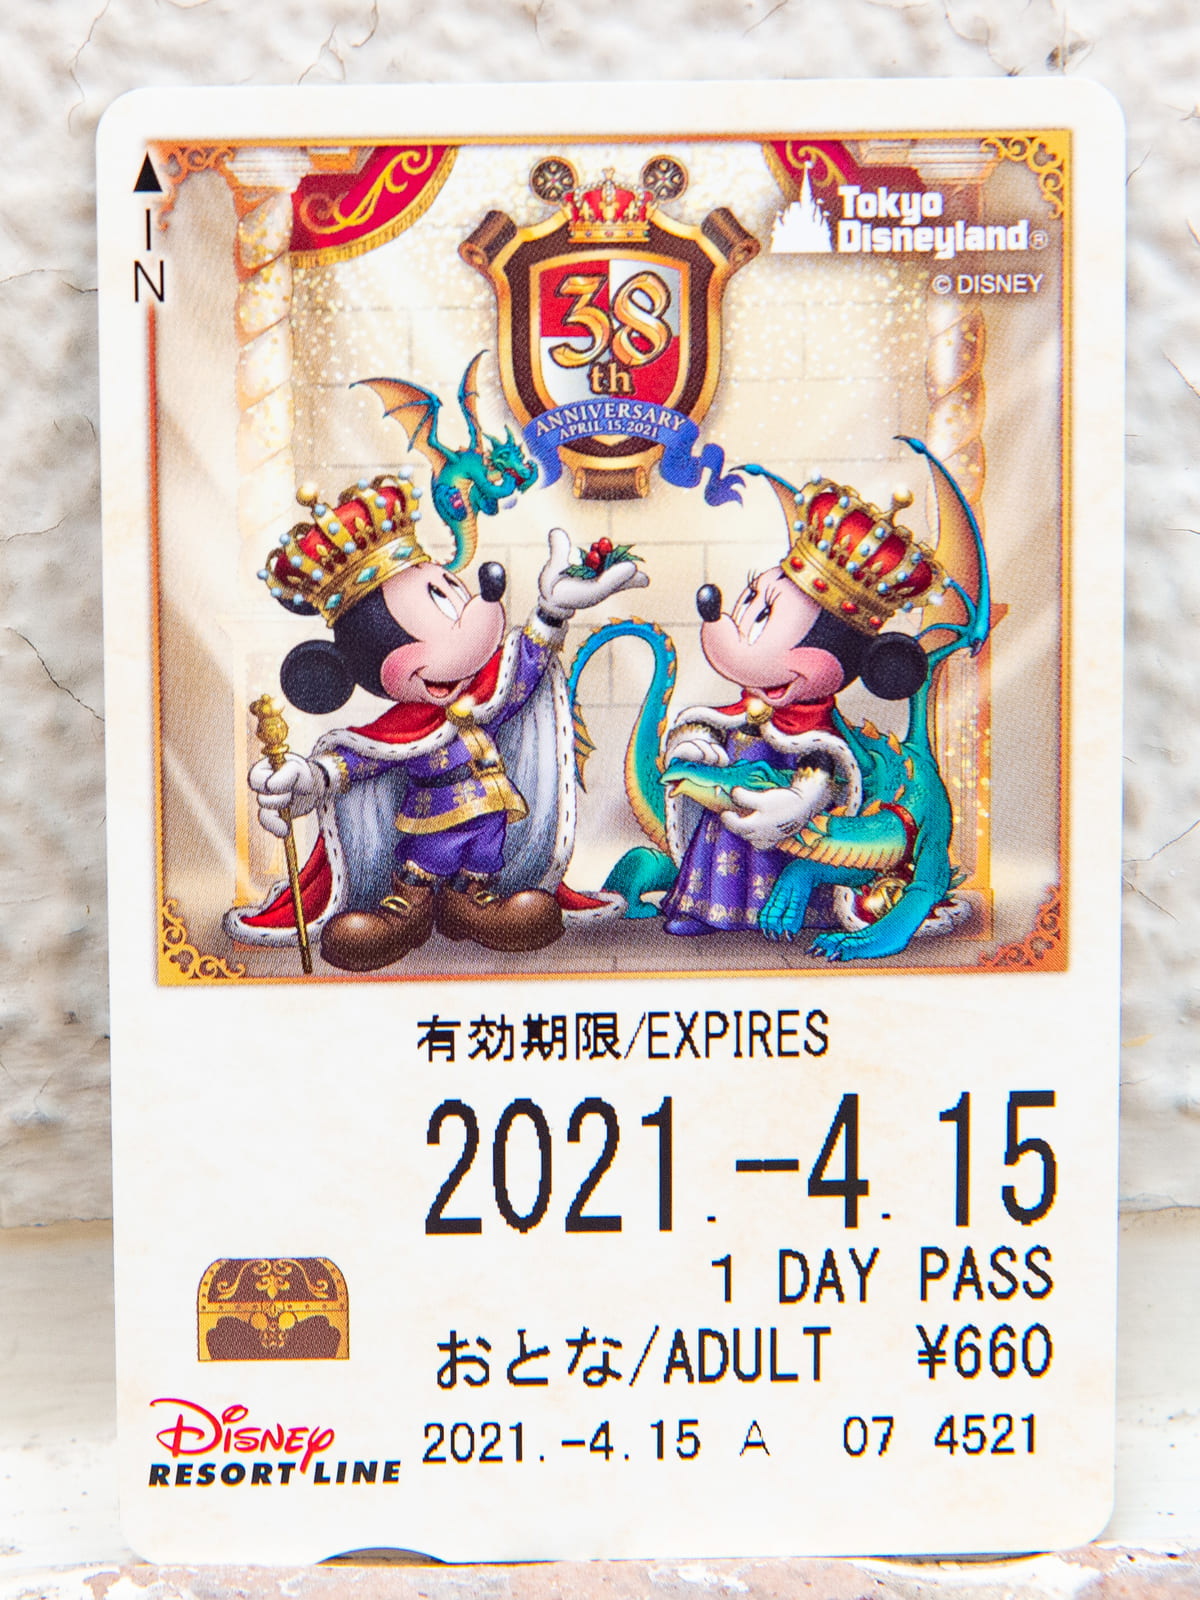 ▲
I
N
Tokyo
Disneyland®
© DISNEY
38
th
ANNIVERSARY
APRIL 15.2021
有効期限/EXPIRES
2021.-4.15
1 DAY PASS
おとな/ADULT ¥660
2021.-4.15 A 07 4521
DISNEY
RESORT LINE